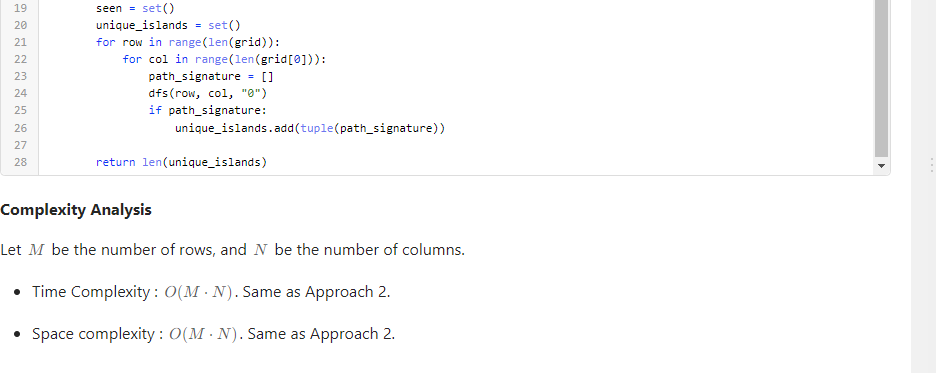 19 seen = set()
20 unique_islands = set()
21 for row in range(len(grid)):
22 for col in range(len(grid[0])):
23 path_signature = []
24 dfs(row, col, "0")
25 if path_signature:
26 unique_islands.add(tuple(path_signature))
27
28 return len(unique_islands)
Complexity Analysis
Let M be the number of rows, and N be the number of columns.
• Time Complexity : O(M · N). Same as Approach 2.
• Space complexity : O(M · N). Same as Approach 2.